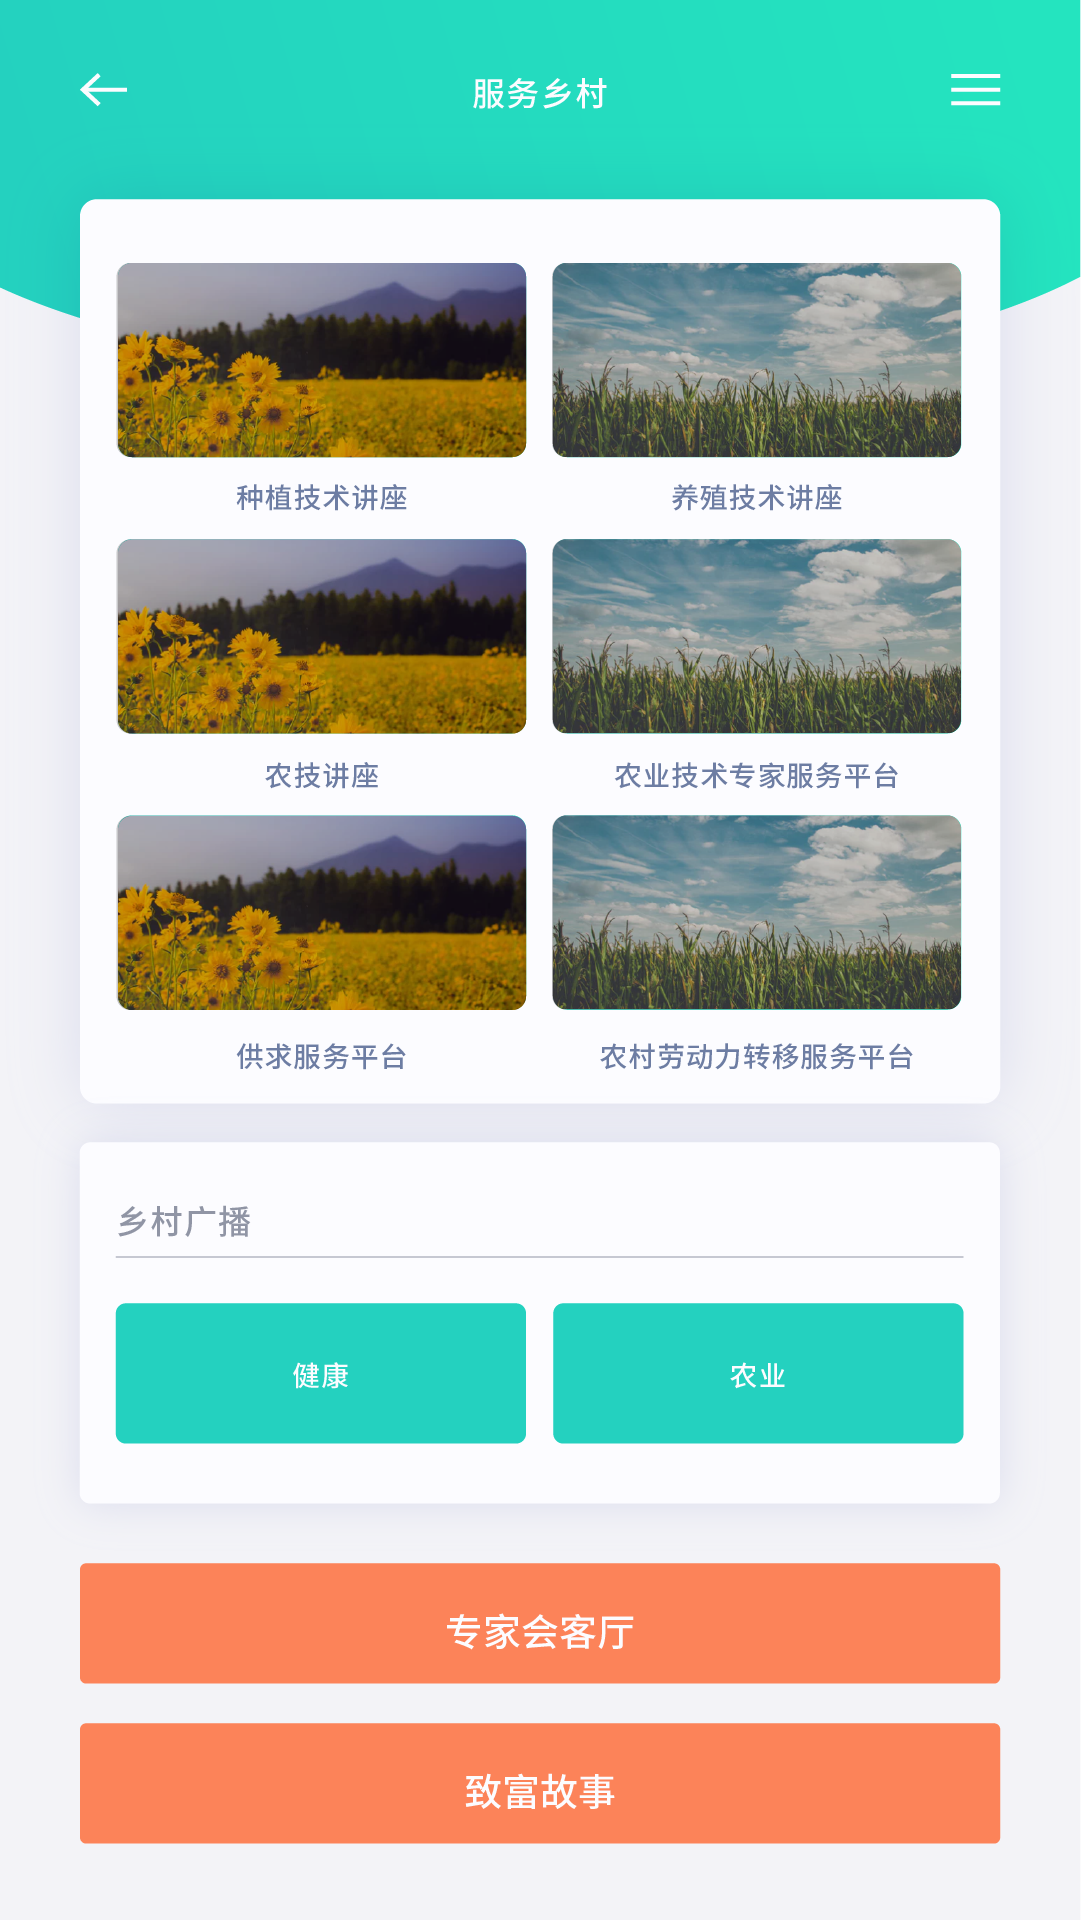 服务乡村
种植技术讲座
养殖技术讲座
农技讲座
农业技术专家服务平台
供求服务平台
农村劳动力转移服务平台
乡村广播
健康
农业
专家会客厅
致富故事